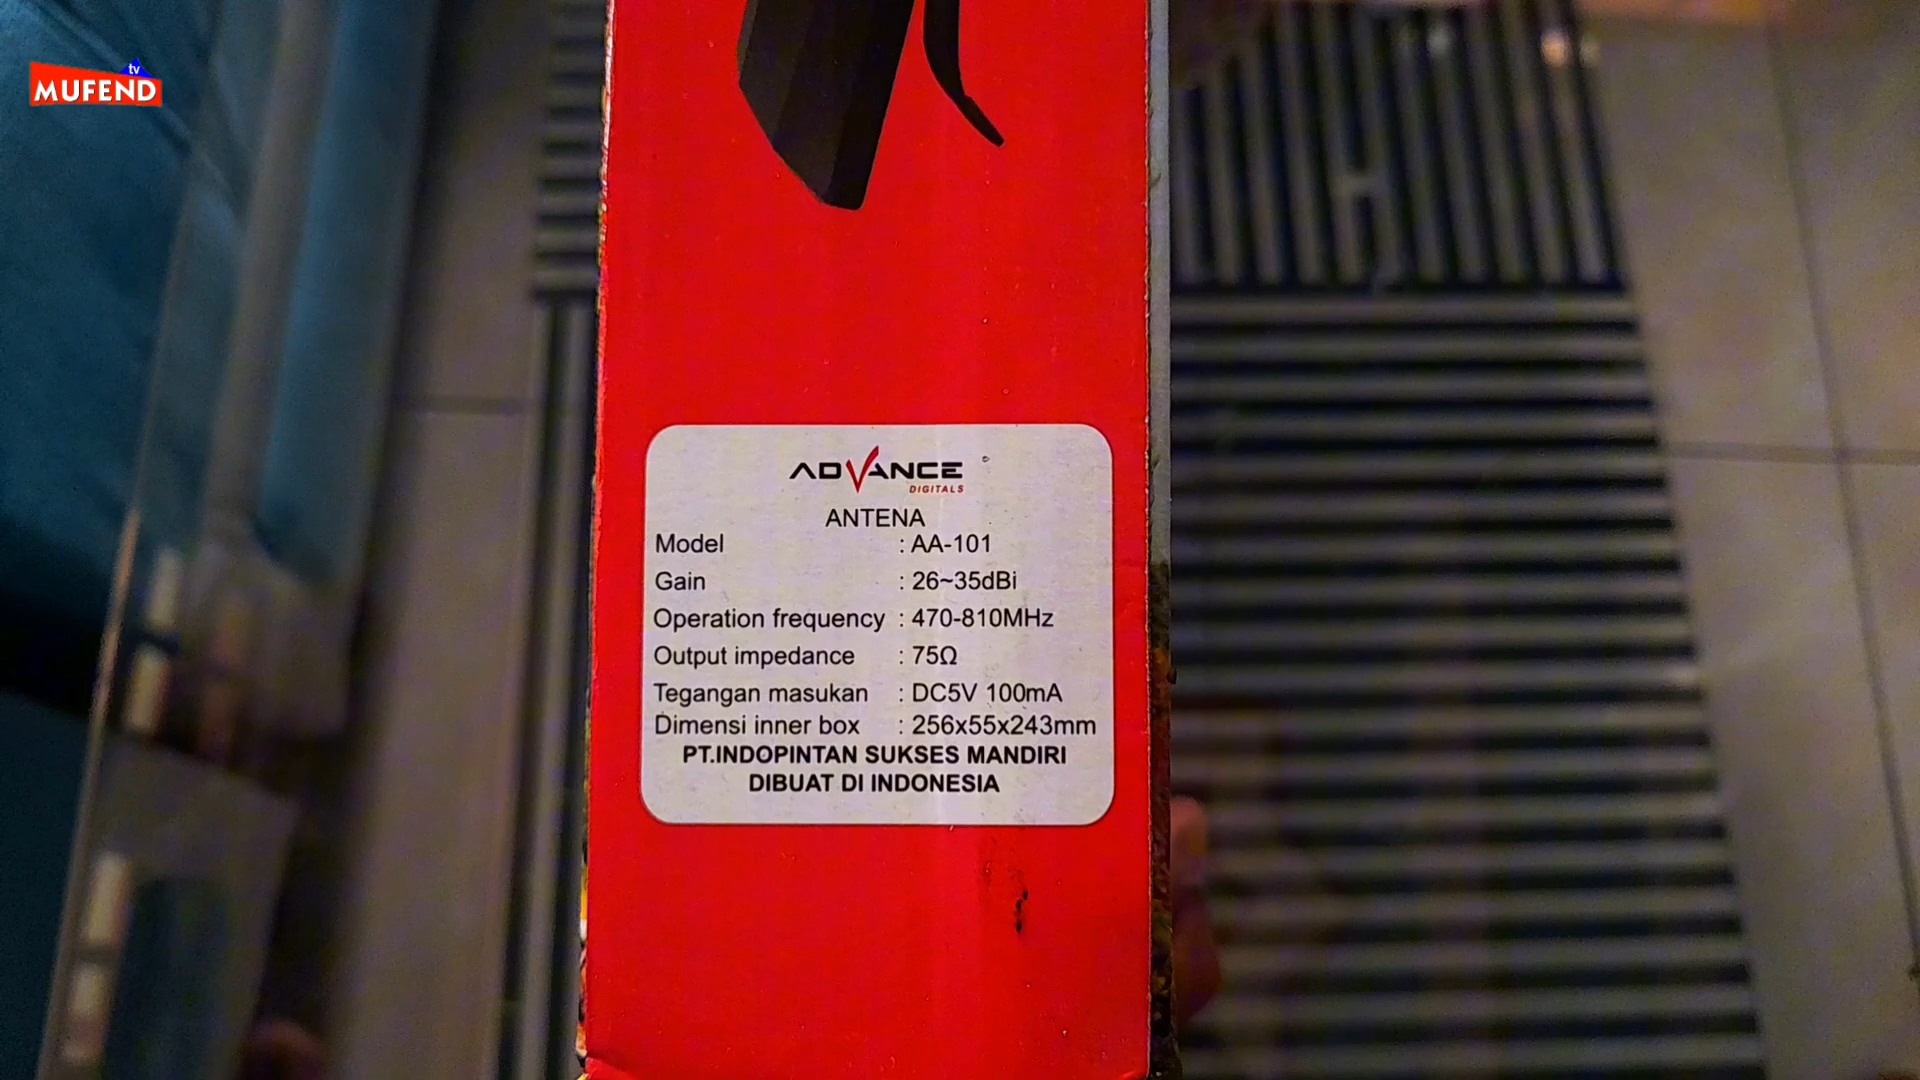 tv
MUFEND
ADVANCE
DIGITALS
ANTENA
Model : AA-101
Gain : 26~35dBi
Operation frequency : 470-810MHz
Output impedance : 75Ω
Tegangan masukan : DC5V 100mA
Dimensi inner box : 256x55x243mm
PT.INDOPINTAN SUKSES MANDIRI
DIBUAT DI INDONESIA